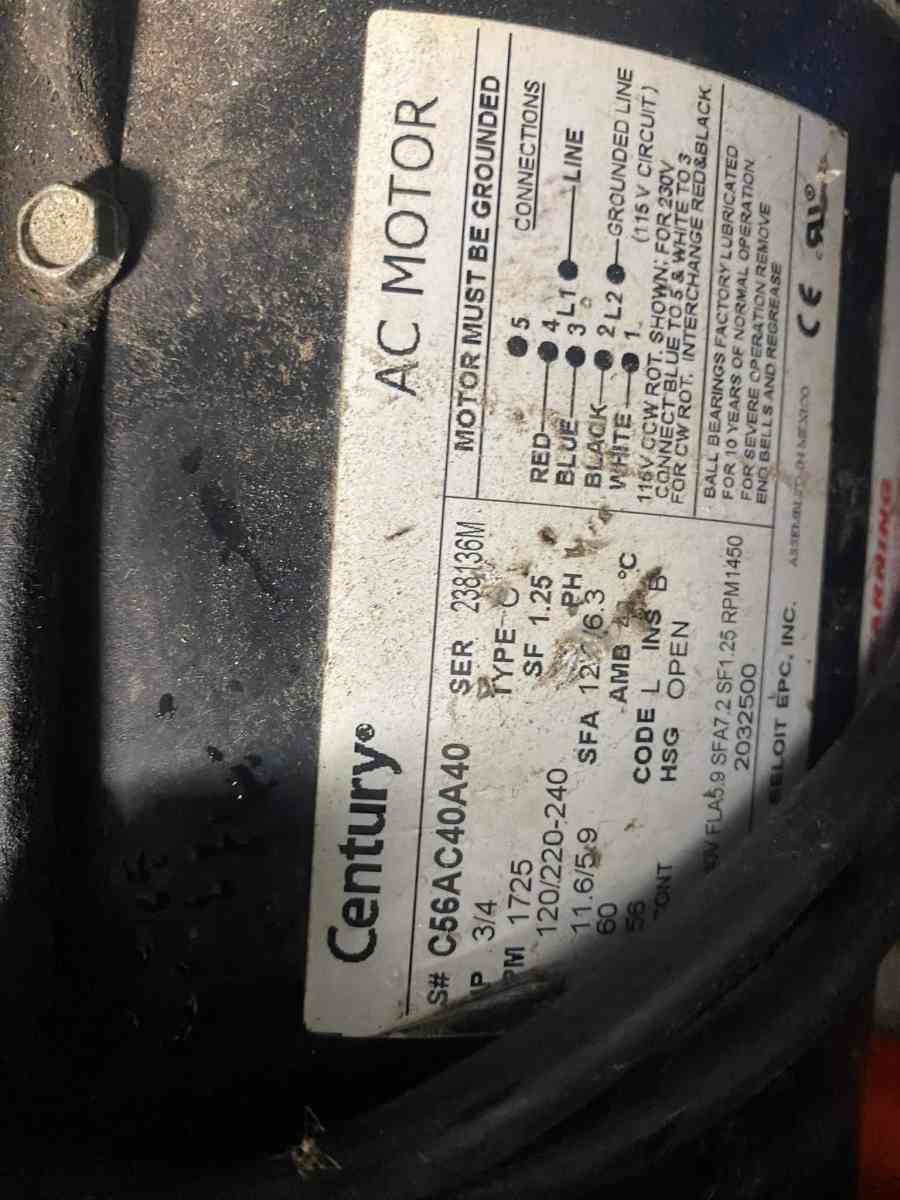 Century®
AC MOTOR
S# C56AC40A40 SER 238136M
3/4 TYPE C
1725 SF 1.25
120/220-240 PH
11.6/5.9 SFA /6.3
60 AMB °C
56 CODE L INS B
HSG OPEN
FLA5.9 SFA7.2 SF1.25 RPM1450
2032500
MOTOR MUST BE GROUNDED
CONNECTIONS
5
RED 4
BLUE 3 L1 LINE
BLACK 2 L2 GROUNDED LINE
WHITE 1 (115 V CIRCUIT)
115V CCW ROT. SHOWN: FOR 230V
CONNECT BLUE TO 5 & WHITE TO 3
FOR CW ROT. INTERCHANGE RED&BLACK
BALL BEARINGS FACTORY LUBRICATED
FOR 10 YEARS OF NORMAL OPERATION
FOR SEVERE OPERATION REMOVE
END BELLS AND REGREASE
BELOIT EPC, INC. ASSEMBLED IN MEXICO CE